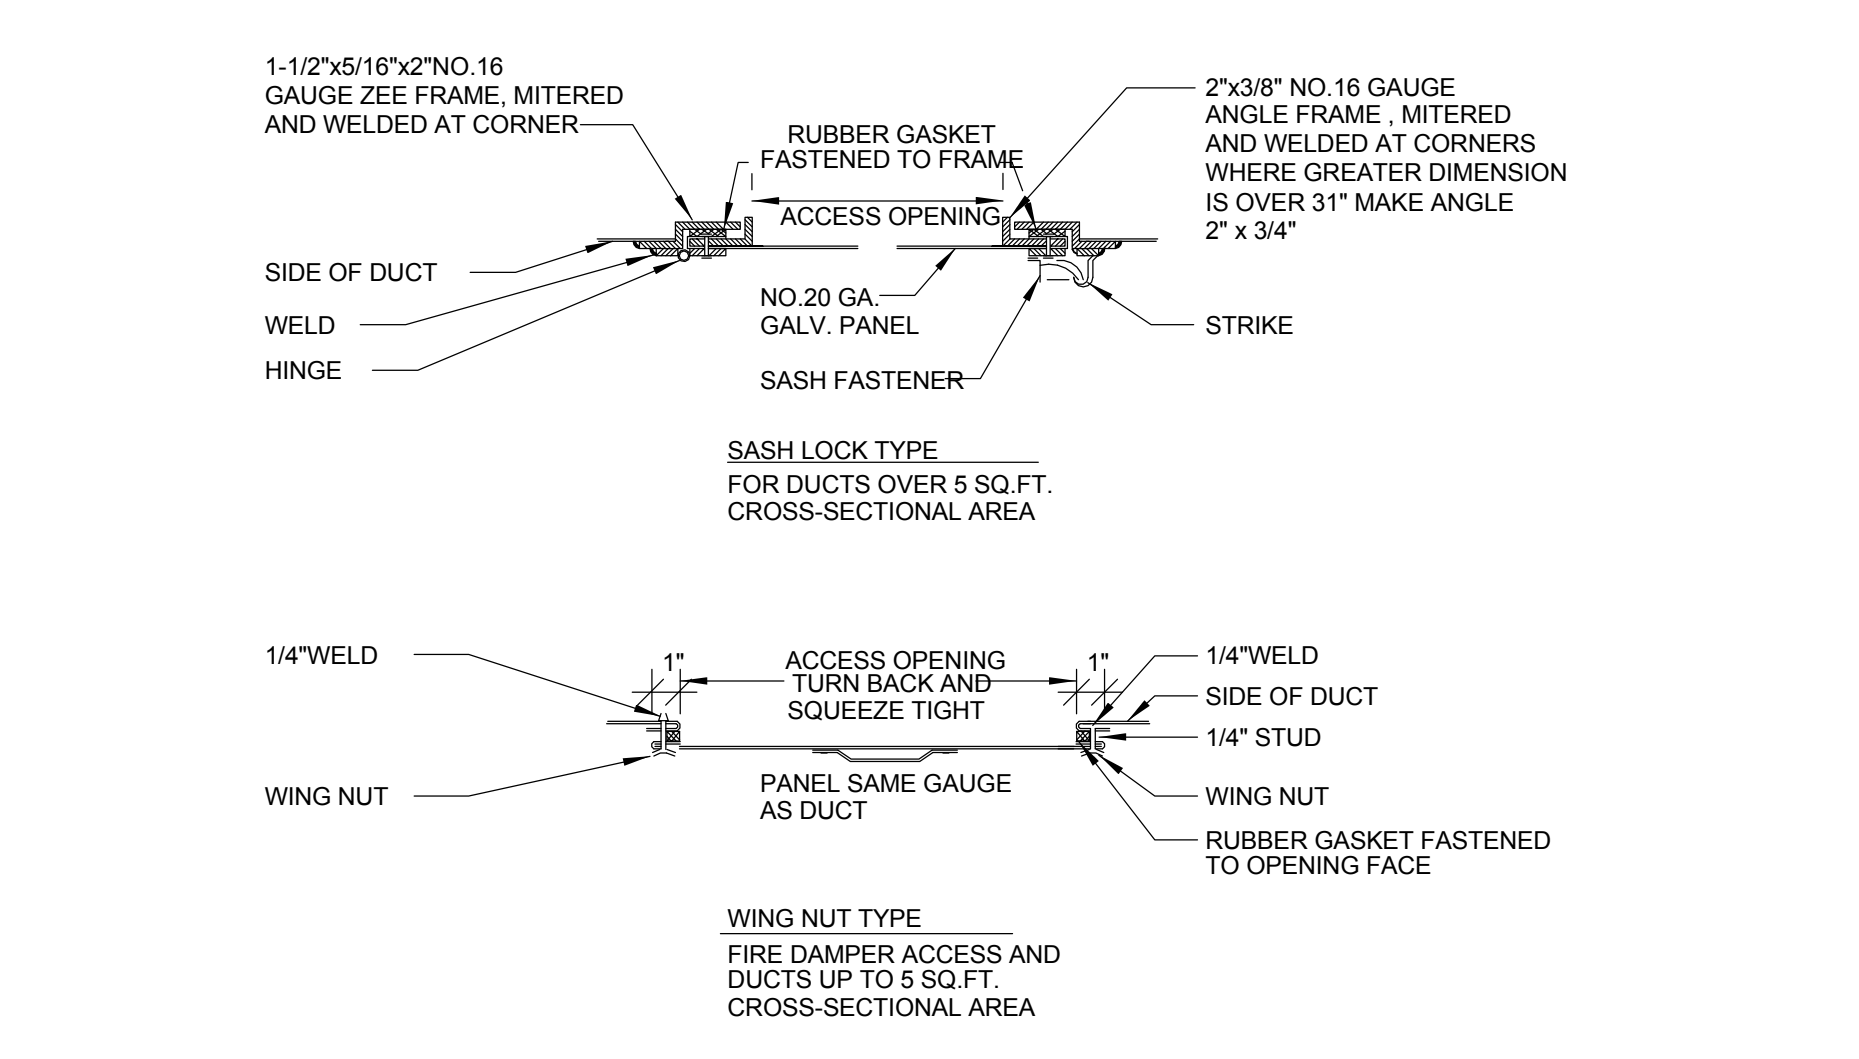 1-1/2"x5/16"x2"NO.16
GAUGE ZEE FRAME, MITERED
AND WELDED AT CORNER
RUBBER GASKET
FASTENED TO FRAME
ACCESS OPENING
2"x3/8" NO.16 GAUGE
ANGLE FRAME , MITERED
AND WELDED AT CORNERS
WHERE GREATER DIMENSION
IS OVER 31" MAKE ANGLE
2" x 3/4"
SIDE OF DUCT
WELD
HINGE
NO.20 GA.
GALV. PANEL
SASH FASTENER
STRIKE
SASH LOCK TYPE
FOR DUCTS OVER 5 SQ.FT.
CROSS-SECTIONAL AREA
1/4"WELD
1"
ACCESS OPENING
TURN BACK AND
SQUEEZE TIGHT
1"
1/4"WELD
SIDE OF DUCT
1/4" STUD
WING NUT
PANEL SAME GAUGE
AS DUCT
WING NUT
RUBBER GASKET FASTENED
TO OPENING FACE
WING NUT TYPE
FIRE DAMPER ACCESS AND
DUCTS UP TO 5 SQ.FT.
CROSS-SECTIONAL AREA